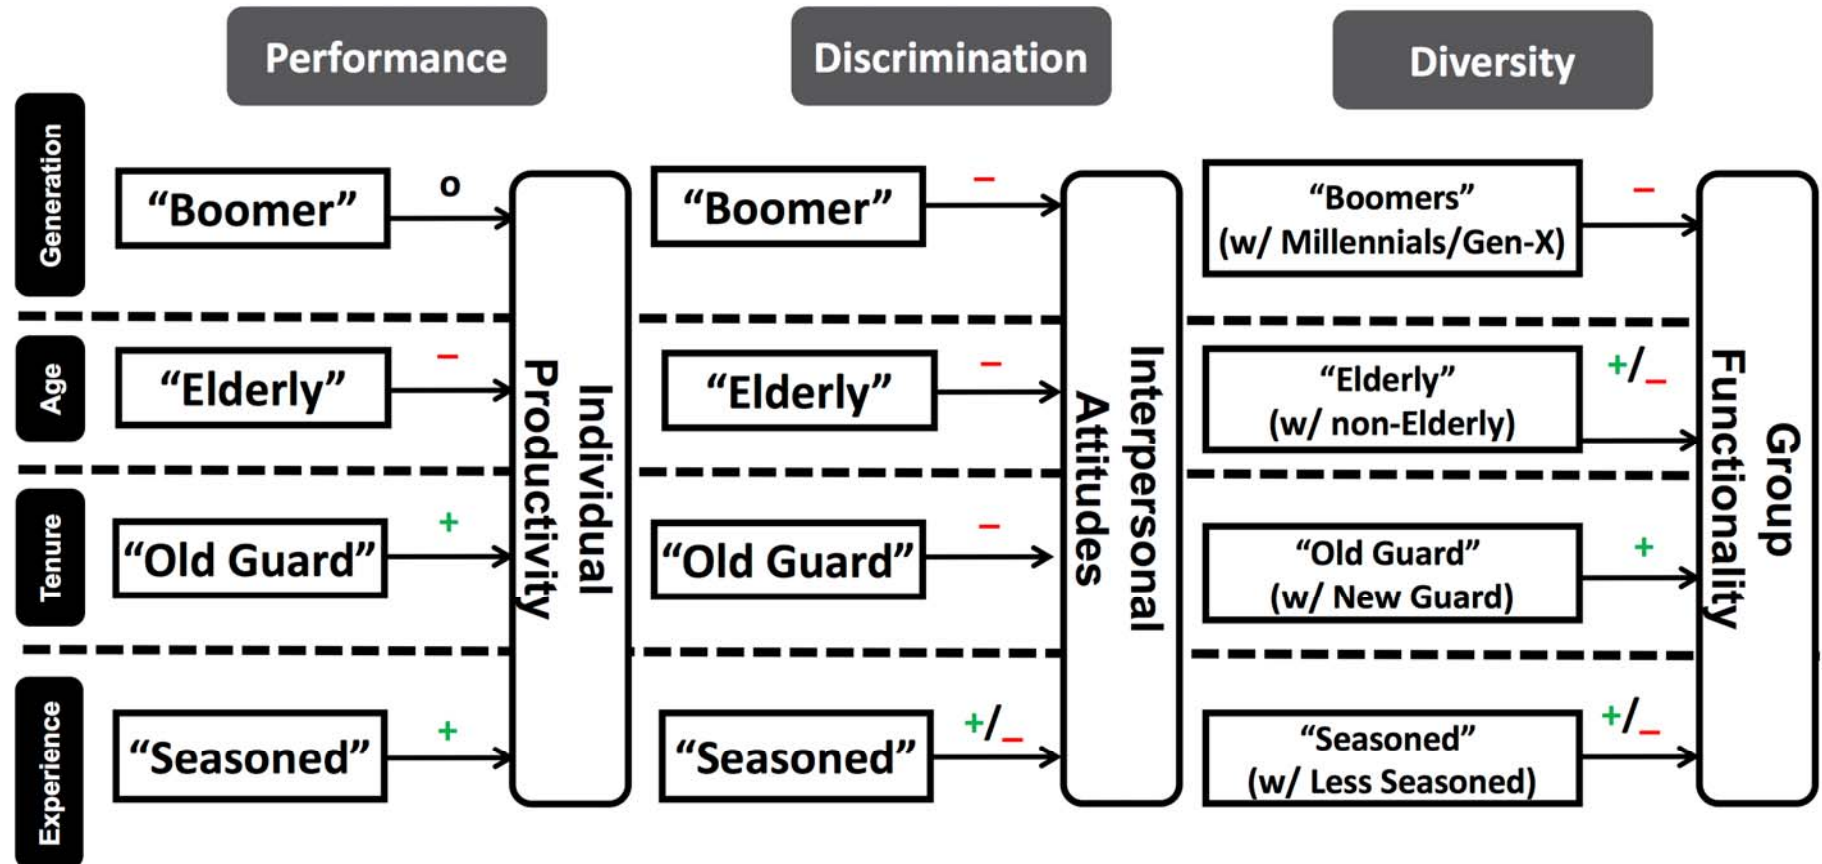 Performance
Discrimination
Diversity
Generation
“Boomer”
o
“Boomer”
–
“Boomers”
(w/ Millennials/Gen-X)
–
Age
“Elderly”
–
“Elderly”
–
“Elderly”
(w/ non-Elderly)
+/–
Tenure
“Old Guard”
+
“Old Guard”
–
“Old Guard”
(w/ New Guard)
+
Experience
“Seasoned”
+
“Seasoned”
+/–
“Seasoned”
(w/ Less Seasoned)
+/–
Individual
Productivity
Interpersonal
Attitudes
Group
Functionality